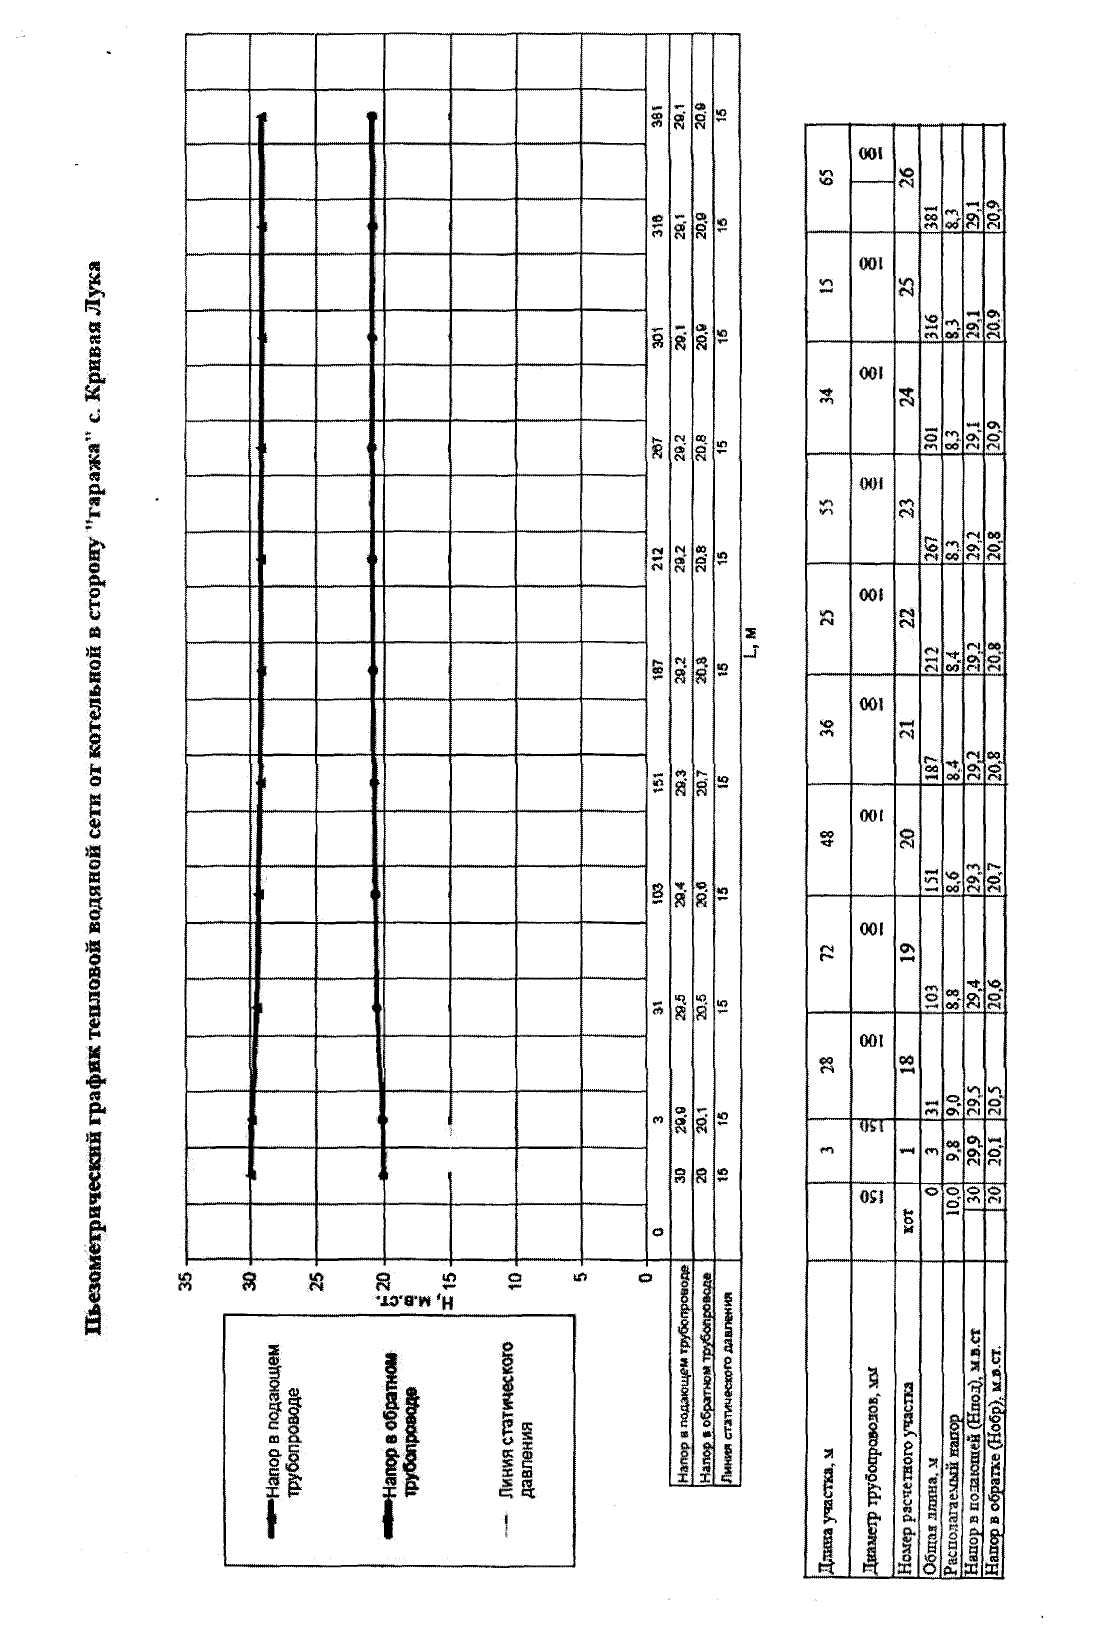 Пьезометрический график тепловой водяной сети от котельной в сторону "гаража" с. Кривая Лука
Напор в подающем трубопроводе
Напор в обратном трубопроводе
Линия статического давления
Н, м.в.ст.
35
30
25
20
15
10
5
0
0 3 31 103 151 187 212 267 301 316 381
Напор в подающем трубопроводе 30 29,9 29,5 29,4 29,3 29,2 29,2 29,2 29,1 29,1 29,1
Напор в обратном трубопроводе 20 20,1 20,5 20,6 20,7 20,8 20,8 20,8 20,9 20,9 20,9
Линия статического давления 15 15 15 15 15 15 15 15 15 15 15
L, м
Длина участка, м 3 28 72 48 36 25 55 34 15 65
Диаметр трубопроводов, мм 150 150 100 100 100 100 100 100 100 100 100
Номер расчетного участка кот 1 18 19 20 21 22 23 24 25 26
Общая длина, м 0 3 31 103 151 187 212 267 301 316 381
Располагаемый напор 10,0 9,8 9,0 8,8 8,6 8,4 8,4 8,3 8,3 8,3 8,3
Напор в подающей (Нпод), м.в.ст 30 29,9 29,5 29,4 29,3 29,2 29,2 29,2 29,1 29,1 29,1
Напор в обратке (Нобр), м.в.ст. 20 20,1 20,5 20,6 20,7 20,8 20,8 20,8 20,9 20,9 20,9